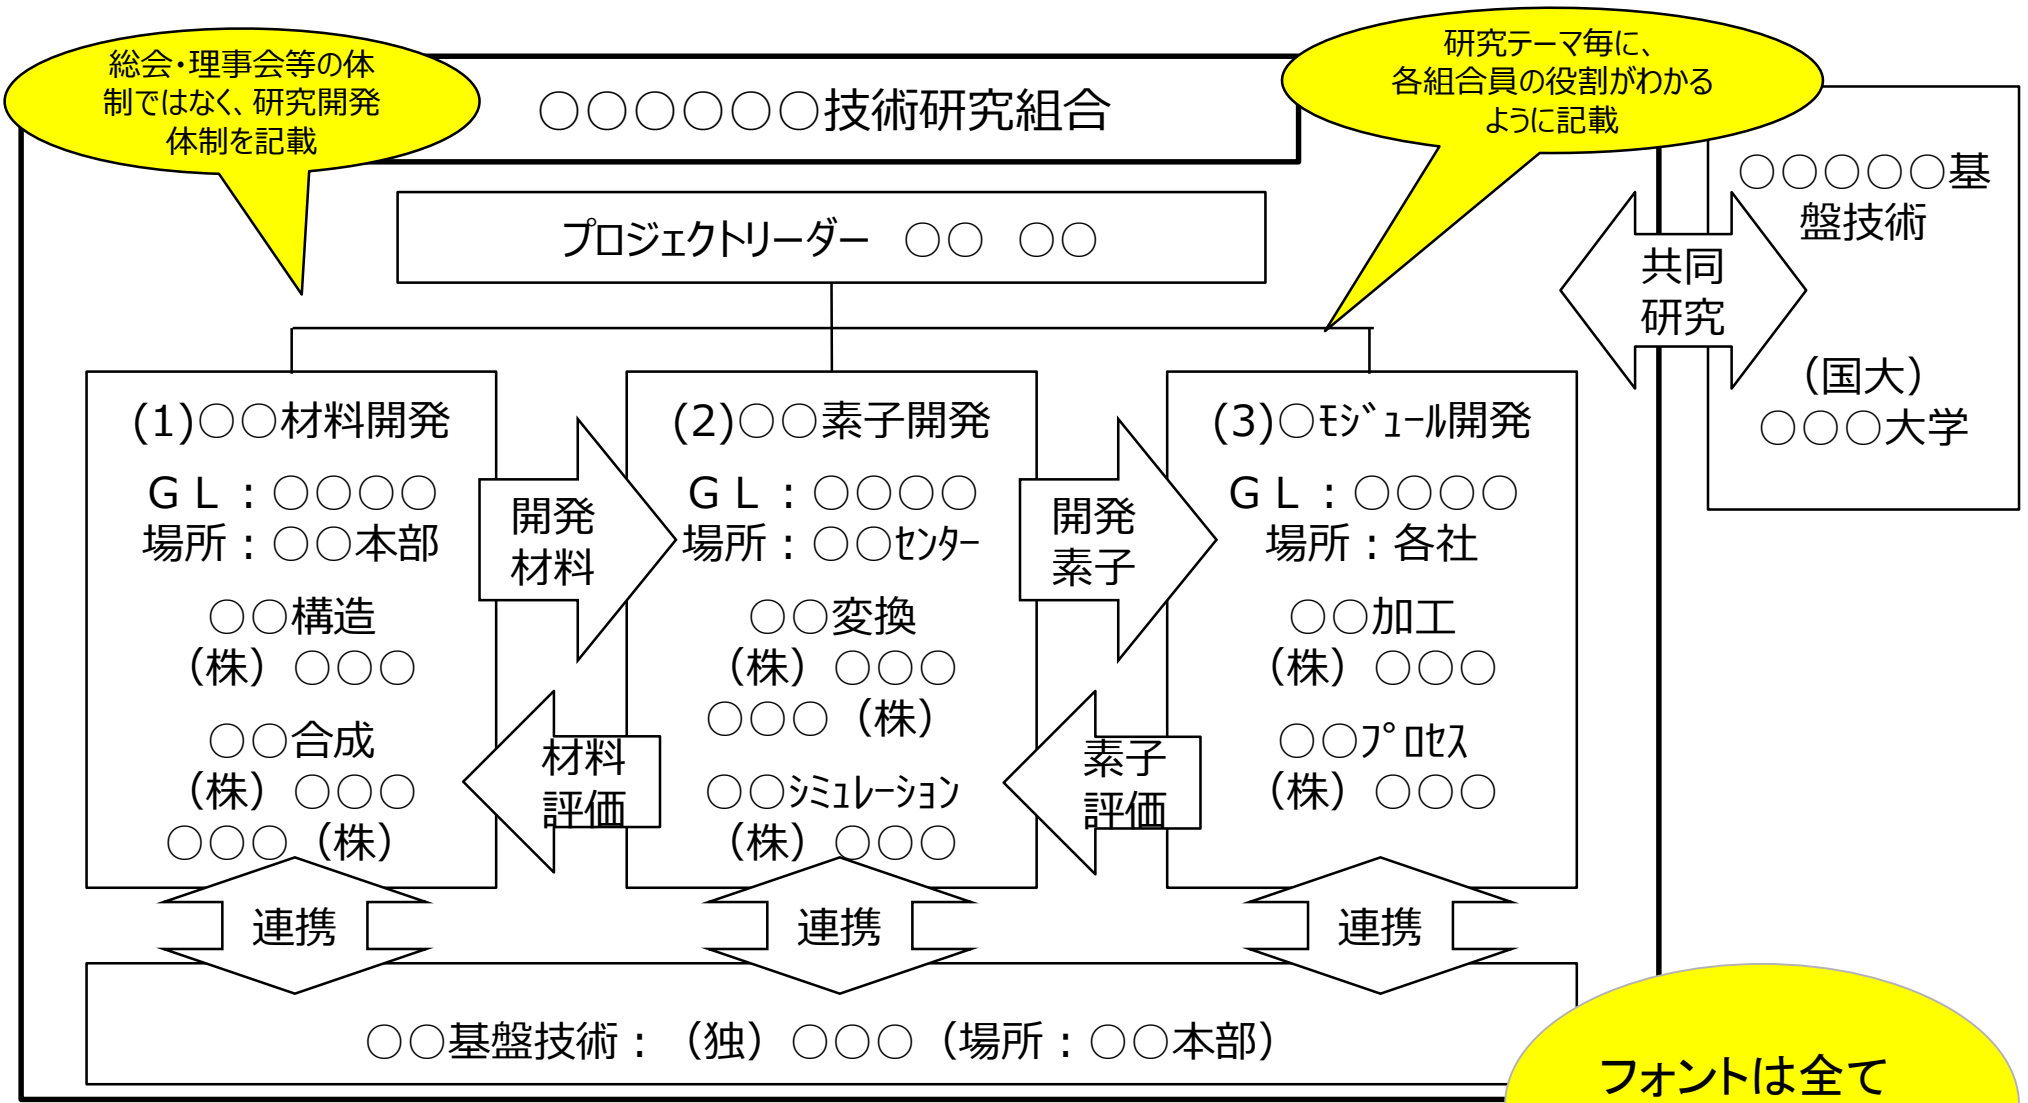 総会・理事会等の体
制ではなく、研究開発
体制を記載
○○○○○○技術研究組合
研究テーマ毎に、
各組合員の役割がわかる
ように記載
プロジェクトリーダー　○○　○○
○○○○○基
盤技術
（国大）
○○○大学
共同
研究
(1)○○材料開発
ＧＬ：○○○○
場所：○○本部
○○構造
（株）○○○
○○合成
（株）○○○
○○○（株）
開発
材料
材料
評価
(2)○○素子開発
ＧＬ：○○○○
場所：○○ｾﾝﾀｰ
○○変換
（株）○○○
○○○（株）
○○ｼﾐｭﾚｰｼｮﾝ
（株）○○○
開発
素子
素子
評価
(3)○ﾓｼﾞｭｰﾙ開発
ＧＬ：○○○○
場所：各社
○○加工
（株）○○○
○○ﾌﾟﾛｾｽ
（株）○○○
連携
連携
連携
○○基盤技術：（独）○○○（場所：○○本部）
フォントは全て